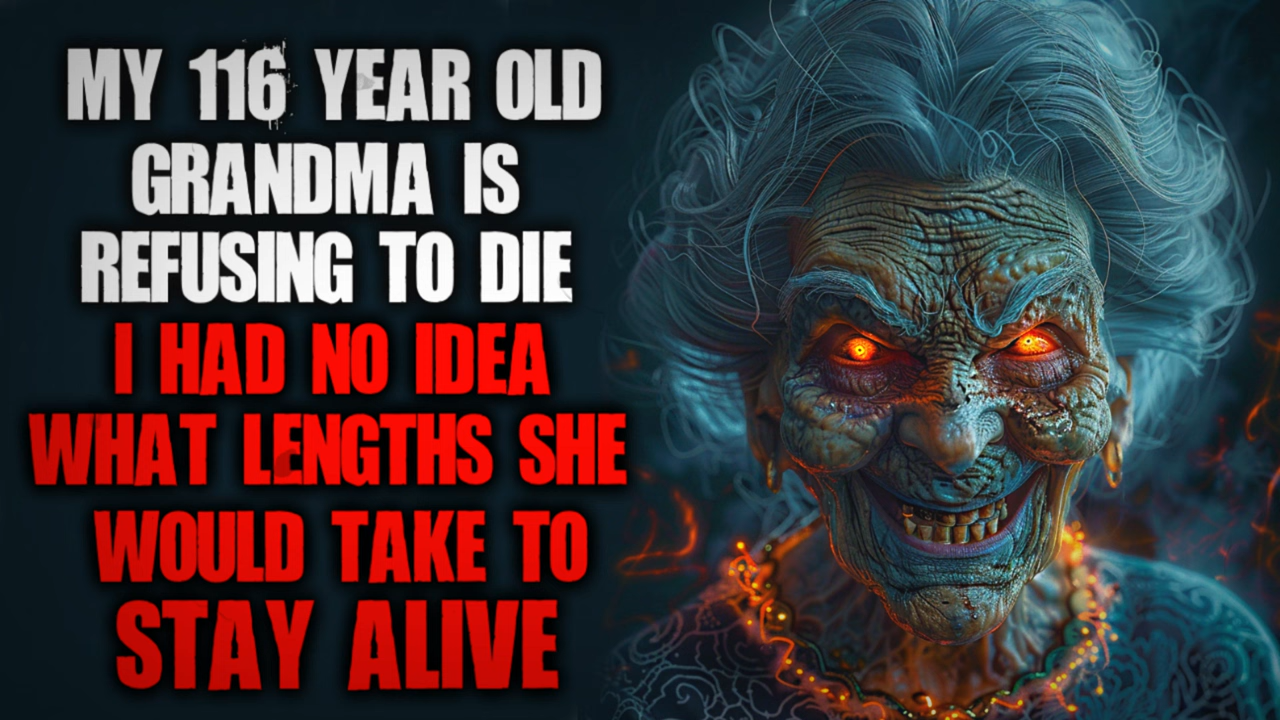 MY 116 YEAR OLD
GRANDMA IS
REFUSING TO DIE
I HAD NO IDEA
WHAT LENGTHS SHE
WOULD TAKE TO
STAY ALIVE